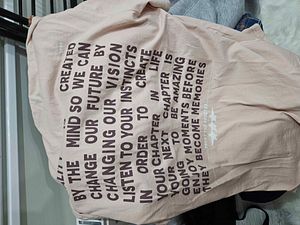 CREATED
BY THE MIND SO WE CAN
CHANGE OUR FUTURE BY
CHANGING OUR VISION
LISTEN TO YOUR INSTINCTS
IN ORDER TO CREATE
YOUR CHAPTER IN LIFE
YOUR NEXT CHAPTER IS
GOING TO BE AMAZING
ENJOY MOMENTS BEFORE
THEY BECOME MEMORIES